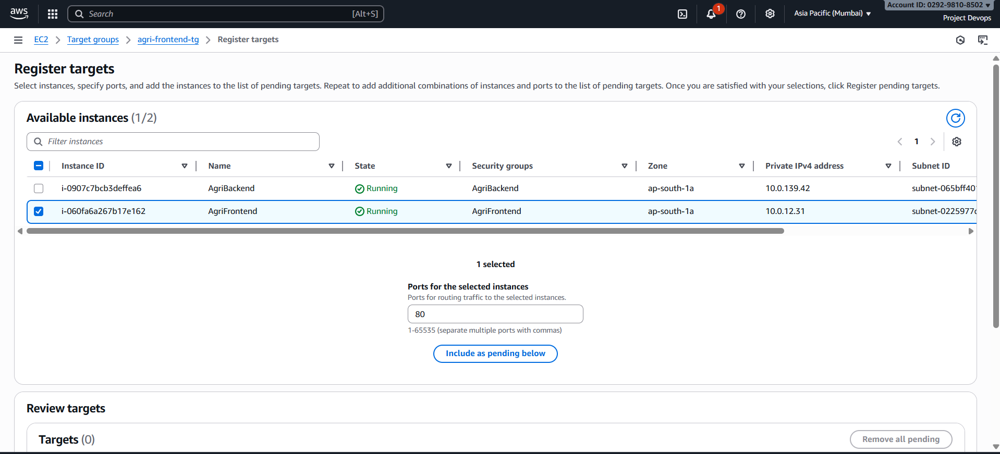 aws
Search
[Alt+S]
1
Asia Pacific (Mumbai)
Account ID: 0292-9810-8502
Project Devops
EC2
Target groups
agri-frontend-tg
Register targets
Register targets
Select instances, specify ports, and add the instances to the list of pending targets. Repeat to add additional combinations of instances and ports to the list of pending targets. Once you are satisfied with your selections, click Register pending targets.
Available instances (1/2)
Filter instances
1
Instance ID Name State Security groups Zone Private IPv4 address Subnet ID
i-0907c7bcb3deffea6 AgriBackend Running AgriBackend ap-south-1a 10.0.139.42 subnet-065bff40
i-060fa6a267b17e162 AgriFrontend Running AgriFrontend ap-south-1a 10.0.12.31 subnet-0225977
1 selected
Ports for the selected instances
Ports for routing traffic to the selected instances.
80
1-65535 (separate multiple ports with commas)
Include as pending below
Review targets
Targets (0)
Remove all pending